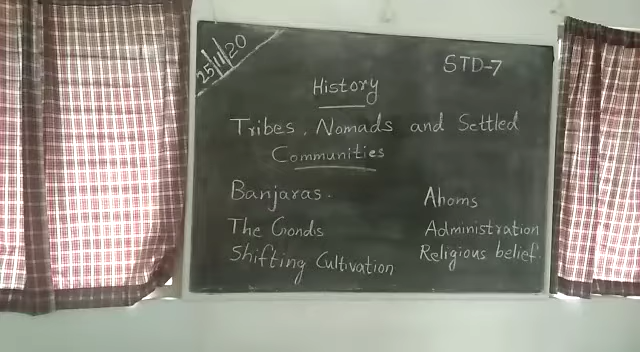 25/11/20
STD-7
History
Tribes, Nomads and Settled
Communities
Banjaras.
The Gonds
Shifting Cultivation
Ahoms
Administration
Religious belief.